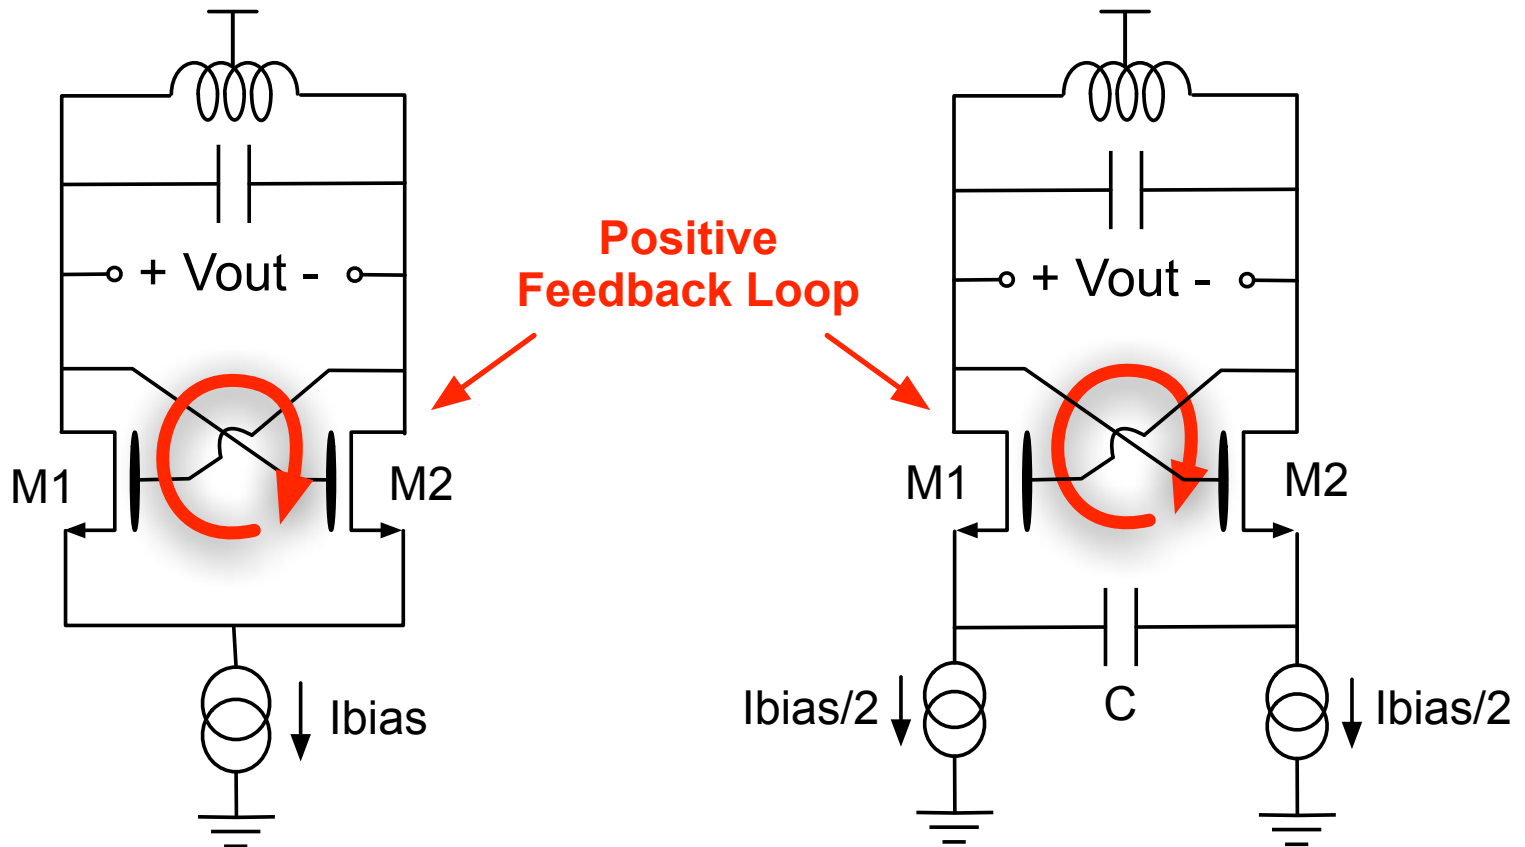 Positive
Feedback Loop
+ Vout -
+ Vout -
M1
M2
M1
M2
Ibias
Ibias/2
C
Ibias/2